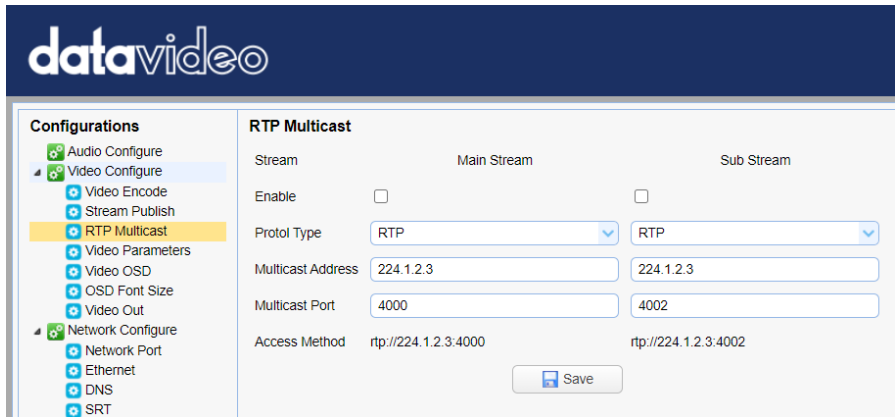 datavideo
Configurations
Audio Configure
Video Configure
Video Encode
Stream Publish
RTP Multicast
Video Parameters
Video OSD
OSD Font Size
Video Out
Network Configure
Network Port
Ethernet
DNS
SRT
RTP Multicast
Stream Main Stream Sub Stream
Enable
Protol Type RTP RTP
Multicast Address 224.1.2.3 224.1.2.3
Multicast Port 4000 4002
Access Method rtp://224.1.2.3:4000 rtp://224.1.2.3:4002
Save